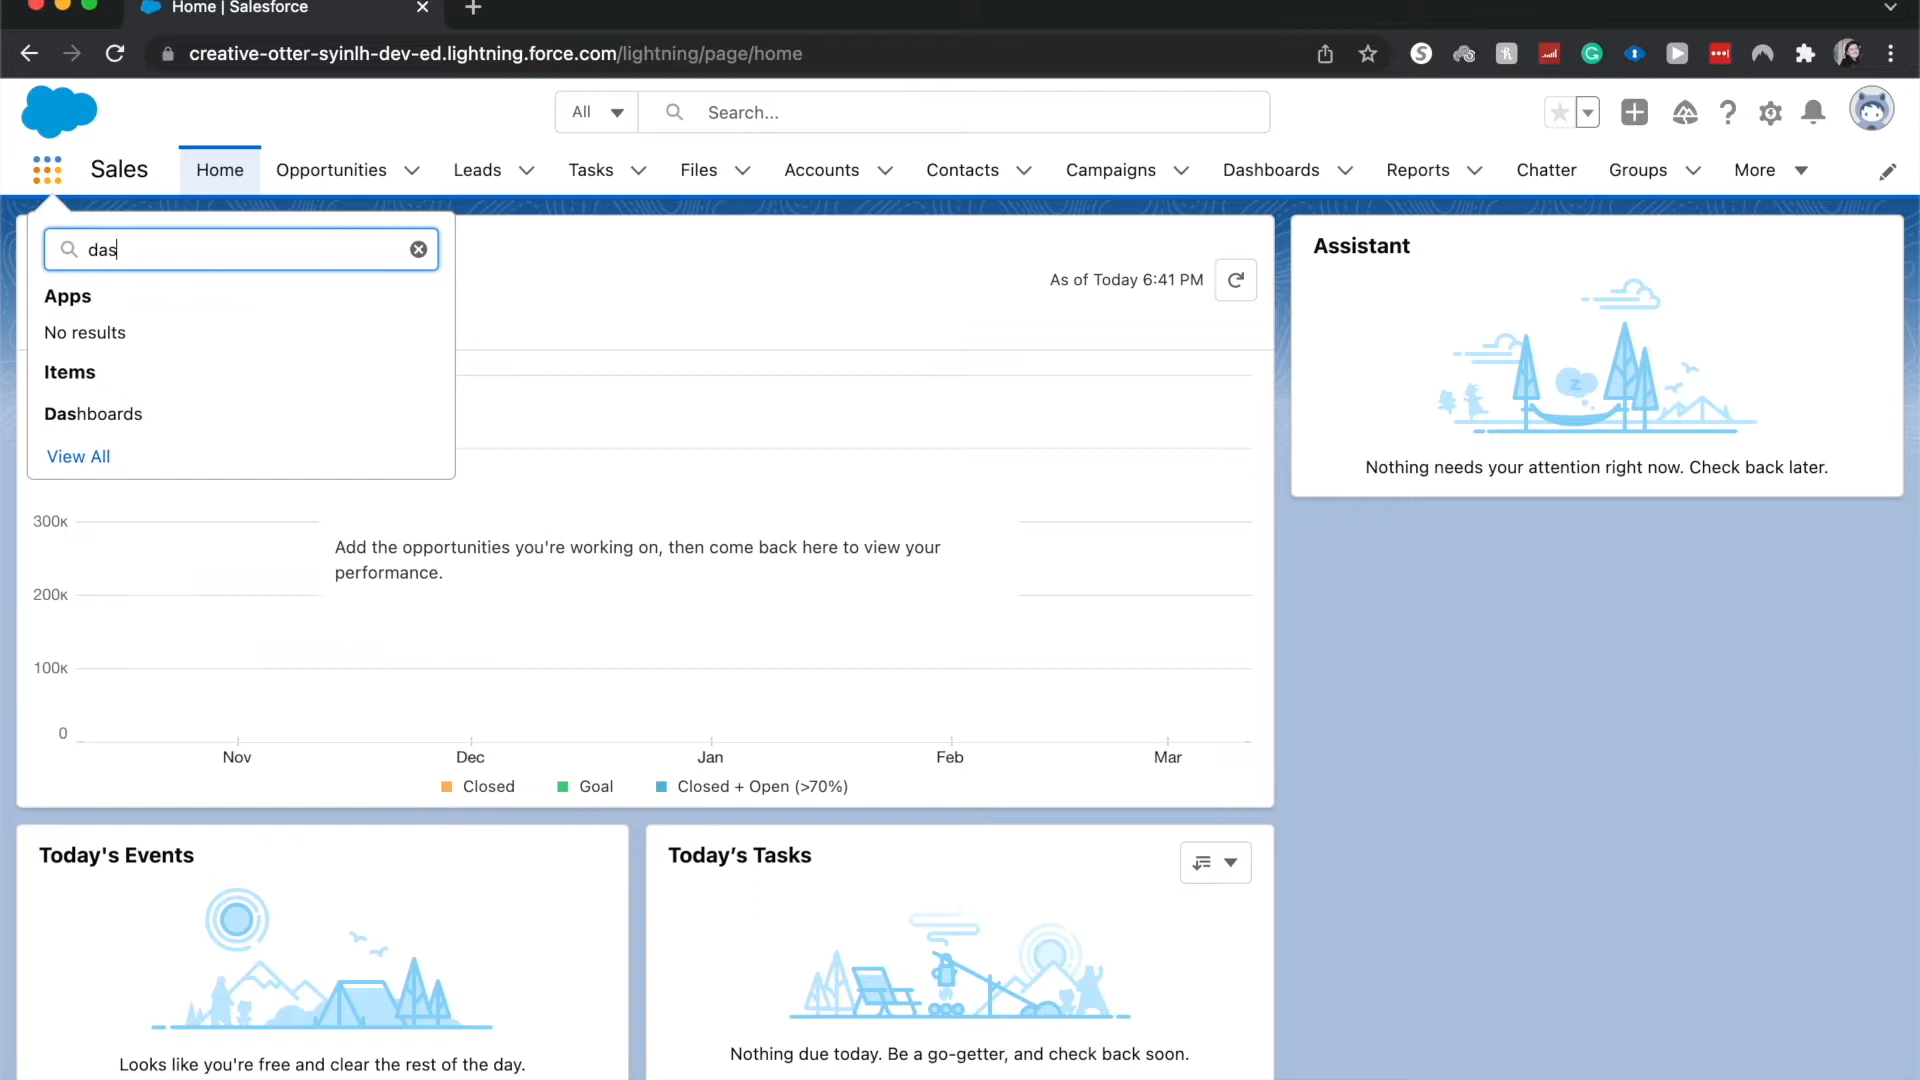 Home | Salesforce
creative-otter-syinlh-dev-ed.lightning.force.com/lightning/page/home
All
Search...
Sales
Home
Opportunities
Leads
Tasks
Files
Accounts
Contacts
Campaigns
Dashboards
Reports
Chatter
Groups
More
das
Apps
No results
Items
Dashboards
View All
As of Today 6:41 PM
Add the opportunities you're working on, then come back here to view your
performance.
300K
200K
100K
0
Nov
Dec
Jan
Feb
Mar
Closed
Goal
Closed + Open (>70%)
Assistant
z
Nothing needs your attention right now. Check back later.
Today's Events
Looks like you're free and clear the rest of the day.
Today’s Tasks
Nothing due today. Be a go-getter, and check back soon.